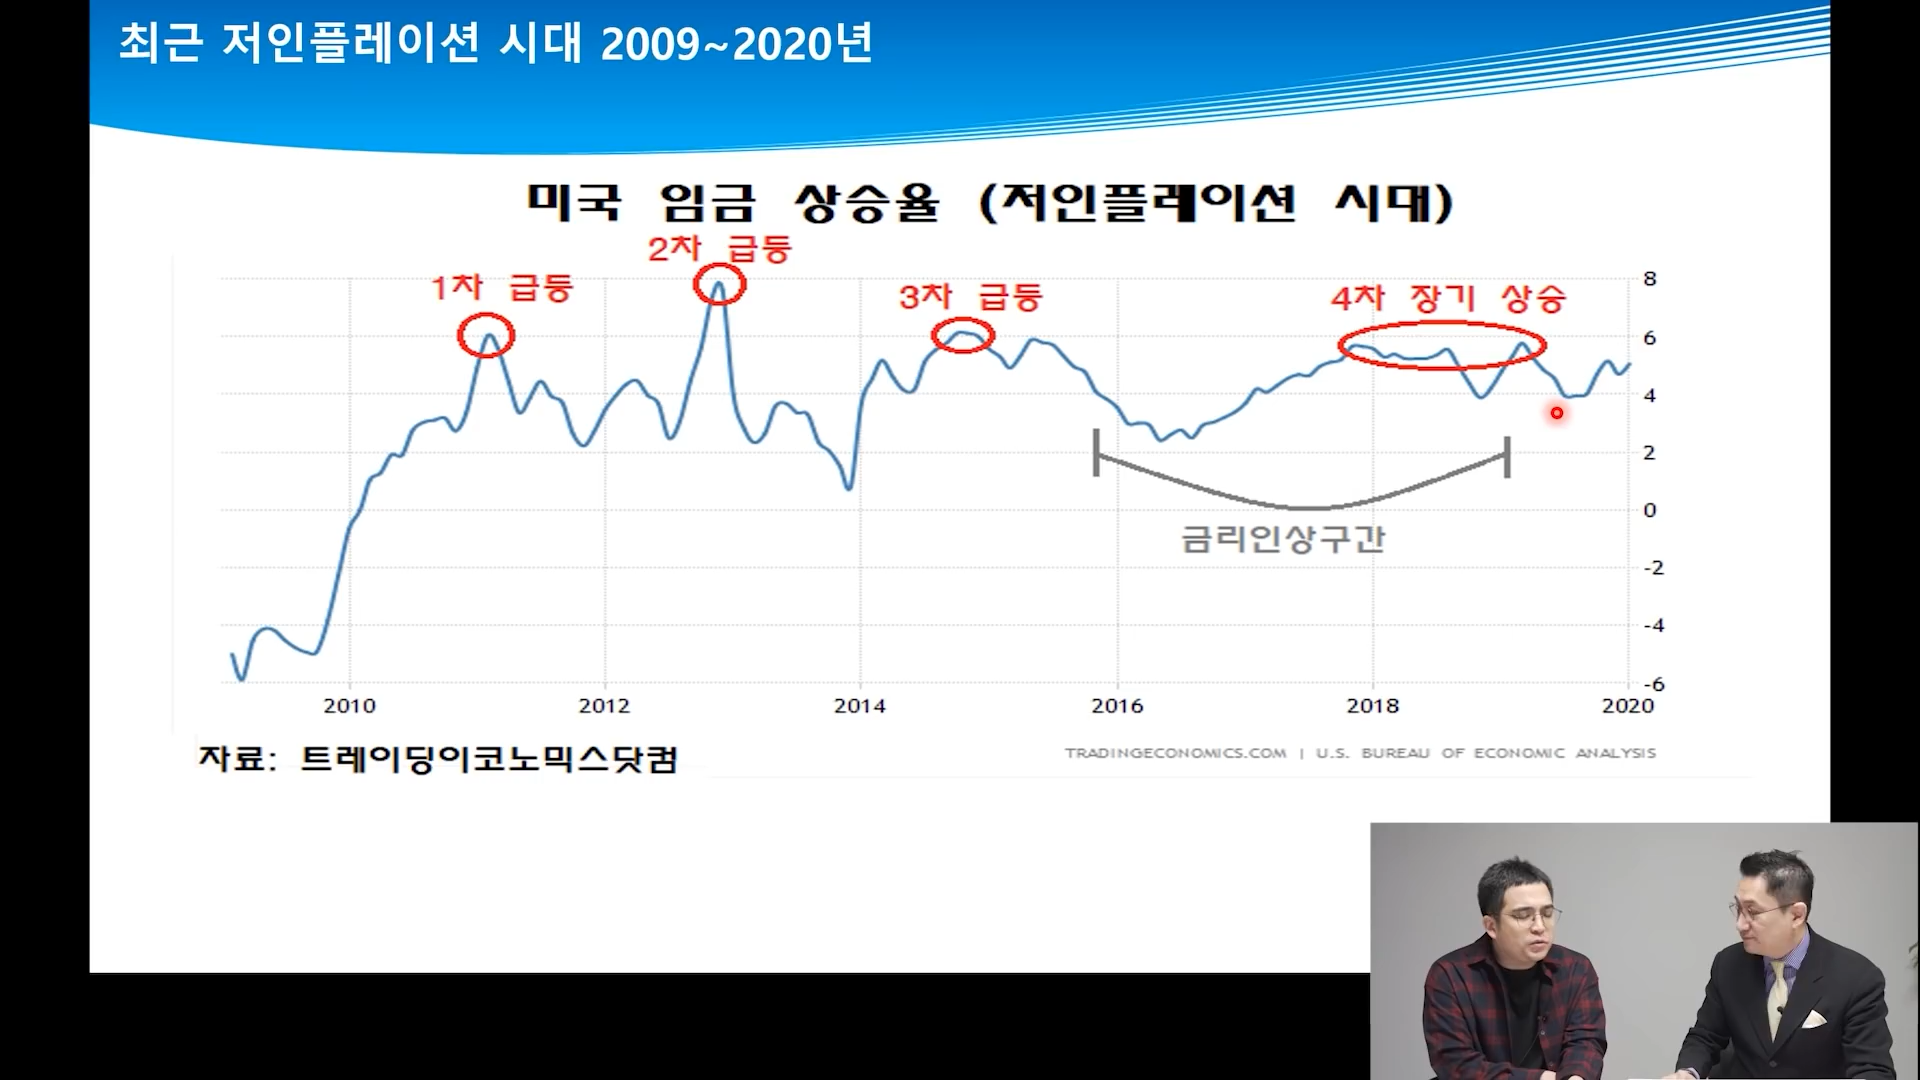 최근 저인플레이션 시대 2009~2020년
미국 임금 상승율 (저인플레이션 시대)
2차 급등
1차 급등
3차 급등
4차 장기 상승
8
6
4
2
0
-2
-4
-6
금리인상구간
2010 2012 2014 2016 2018 2020
자료: 트레이딩이코노믹스닷컴
TRADINGECONOMICS.COM | U.S. BUREAU OF ECONOMIC ANALYSIS